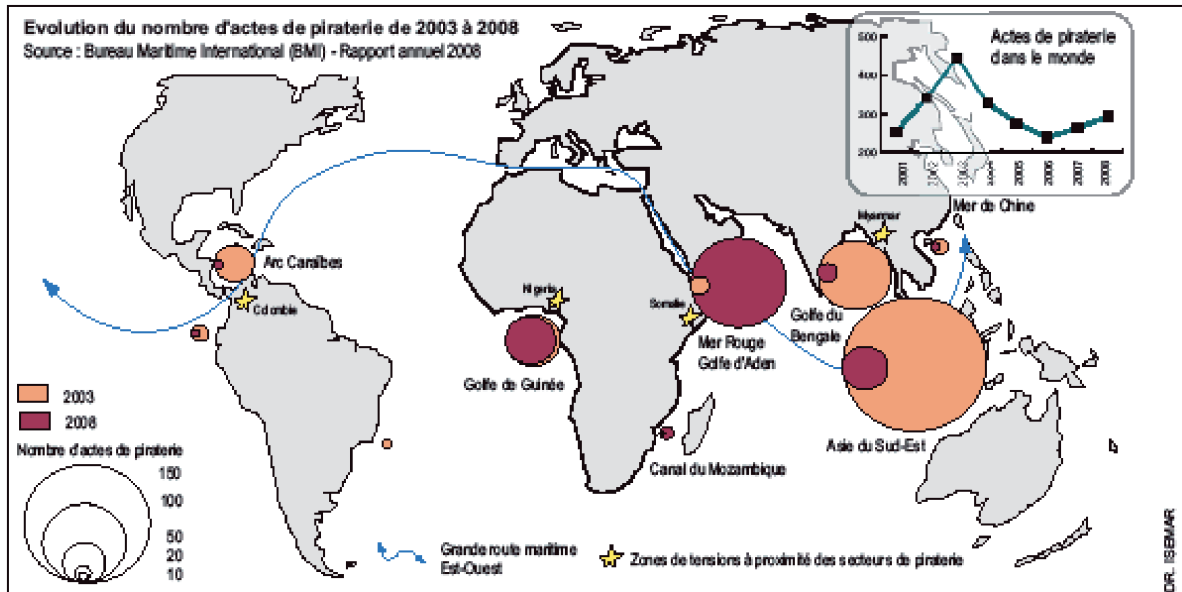 Evolution du nombre d'actes de piraterie de 2003 à 2008
Source : Bureau Maritime International (BMI) - Rapport annuel 2008
Actes de piraterie
dans le monde
500
400
300
200
2001
2002
2003
2004
2005
2006
2007
2008
Mer de Chine
Myanmar
Arc Caraïbes
Colombie
Nigeria
Somalie
Golfe du
Bengale
Mer Rouge
Golfe d'Aden
Golfe de Guinée
Asie du Sud-Est
Canal du Mozambique
2003
2008
Nombre d'actes de piraterie
150
100
50
20
10
Grande route maritime
Est-Ouest
Zones de tensions à proximité des secteurs de piraterie
DR. ISEMAR